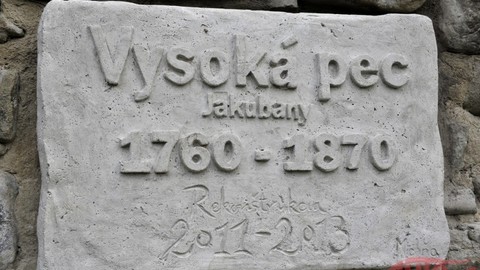 Vysoká pec
Jakubany
1760 - 1870
Rekonštrukcia
2011-2013